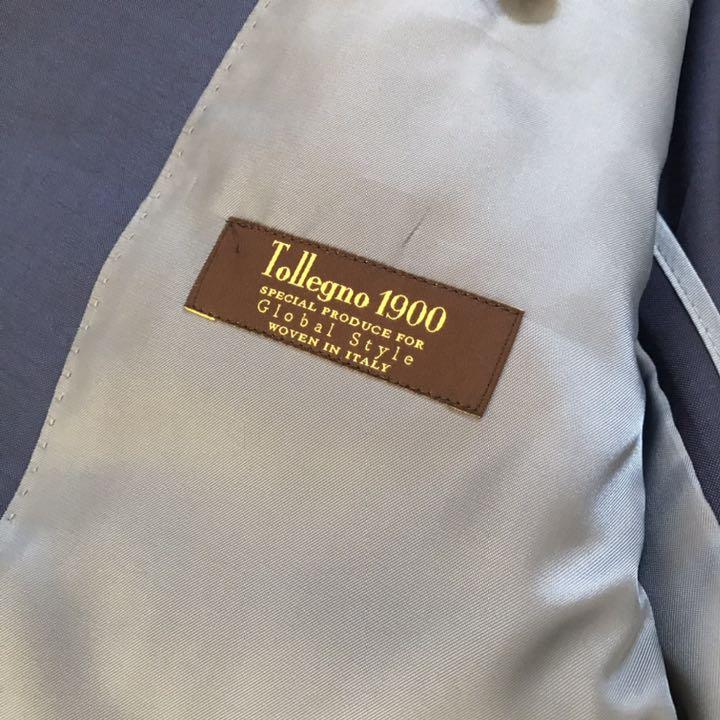 Tollegno 1900
SPECIAL PRODUCE FOR
Global Style
WOVEN IN ITALY